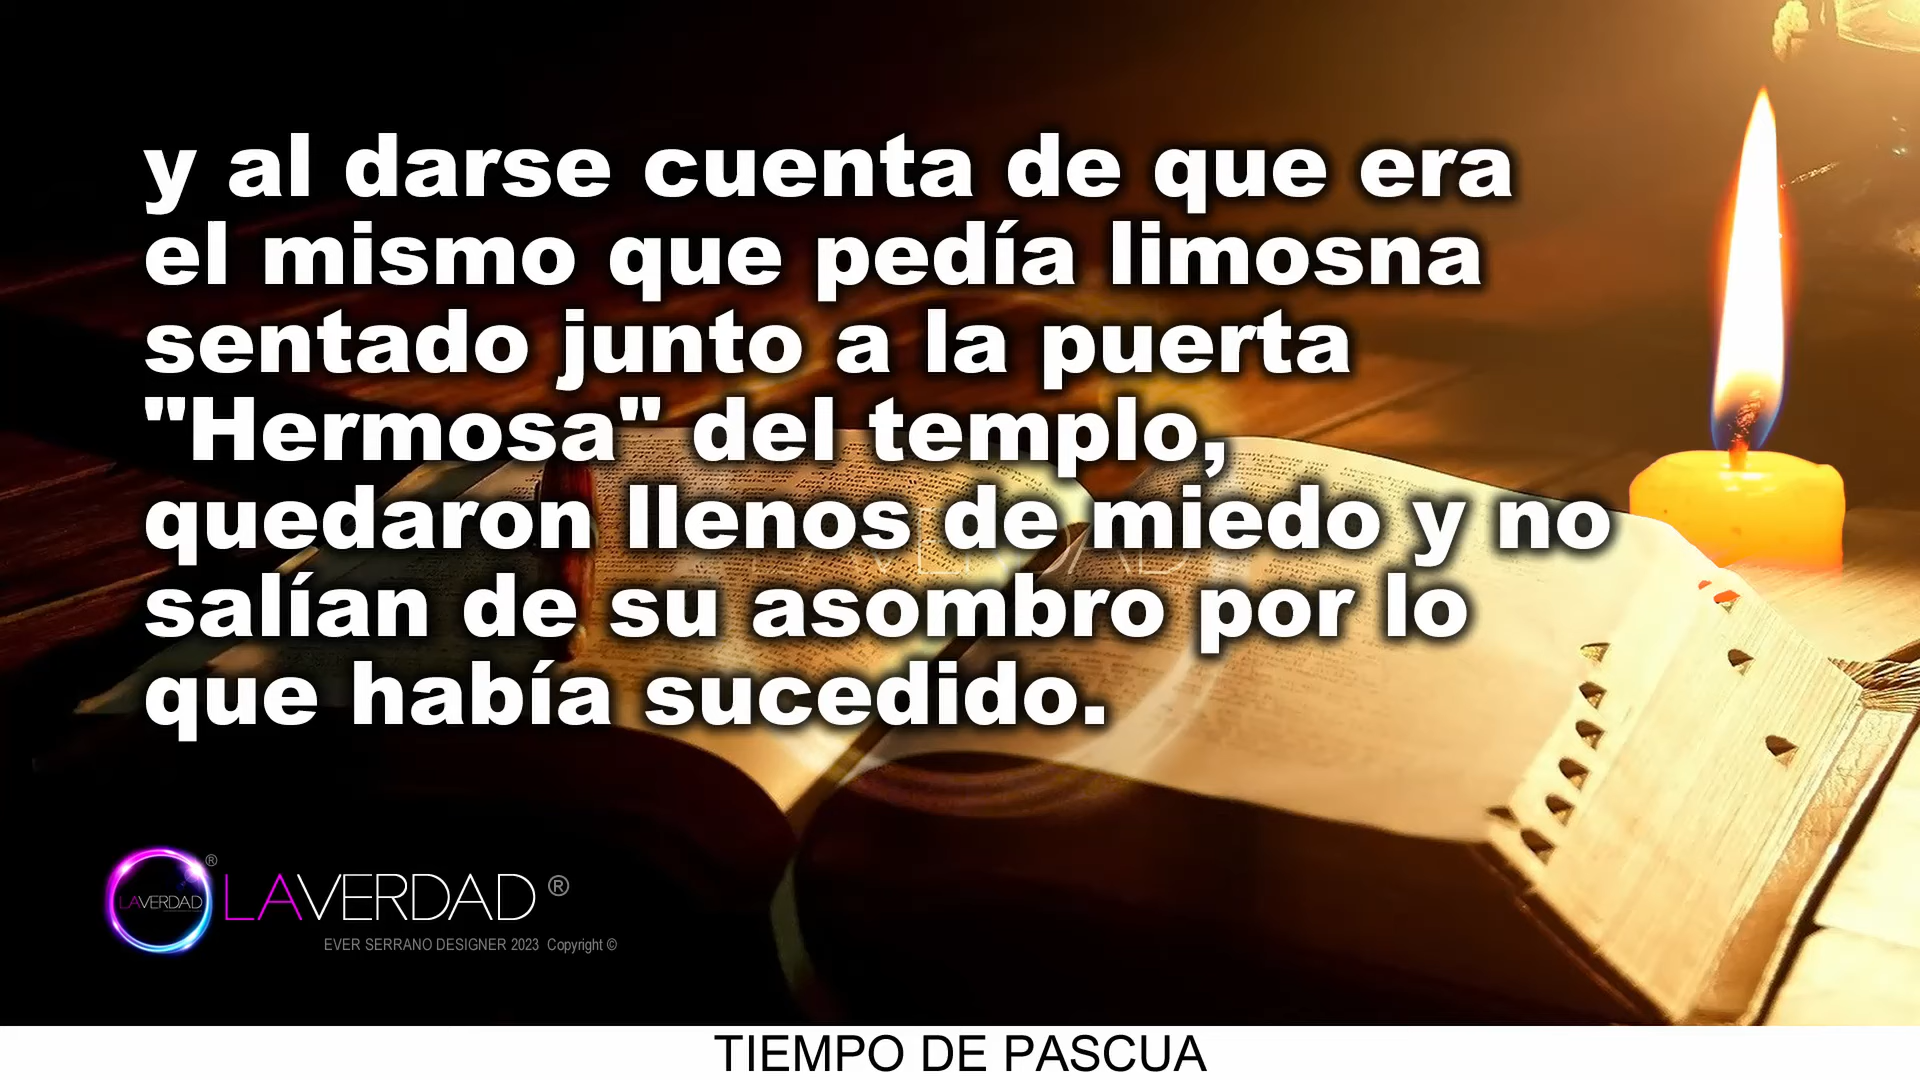 y al darse cuenta de que era
el mismo que pedía limosna
sentado junto a la puerta
"Hermosa" del templo,
quedaron llenos de miedo y no
salían de su asombro por lo
que había sucedido.
LAVERDAD
LAVERDAD ®
LAVERDAD ®
EVER SERRANO DESIGNER 2023 Copyright ©
TIEMPO DE PASCUA